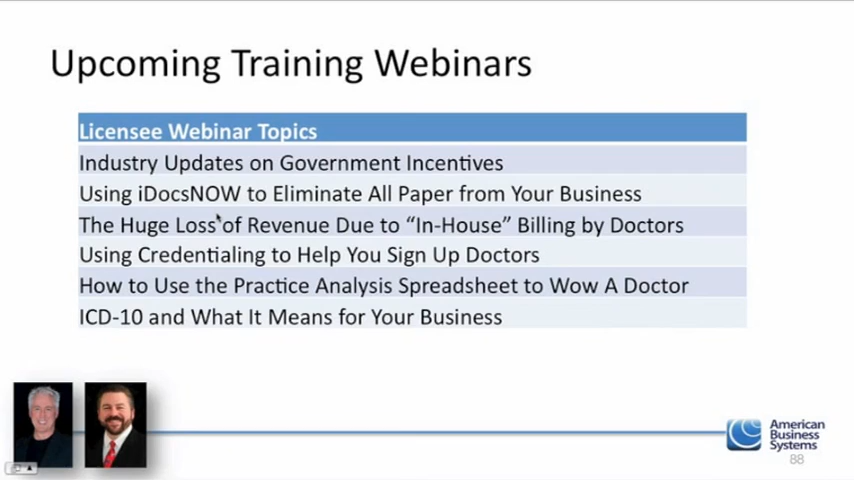 Upcoming Training Webinars
Licensee Webinar Topics
Industry Updates on Government Incentives
Using iDocsNOW to Eliminate All Paper from Your Business
The Huge Loss of Revenue Due to “In-House” Billing by Doctors
Using Credentialing to Help You Sign Up Doctors
How to Use the Practice Analysis Spreadsheet to Wow A Doctor
ICD-10 and What It Means for Your Business
American
Business
Systems
88